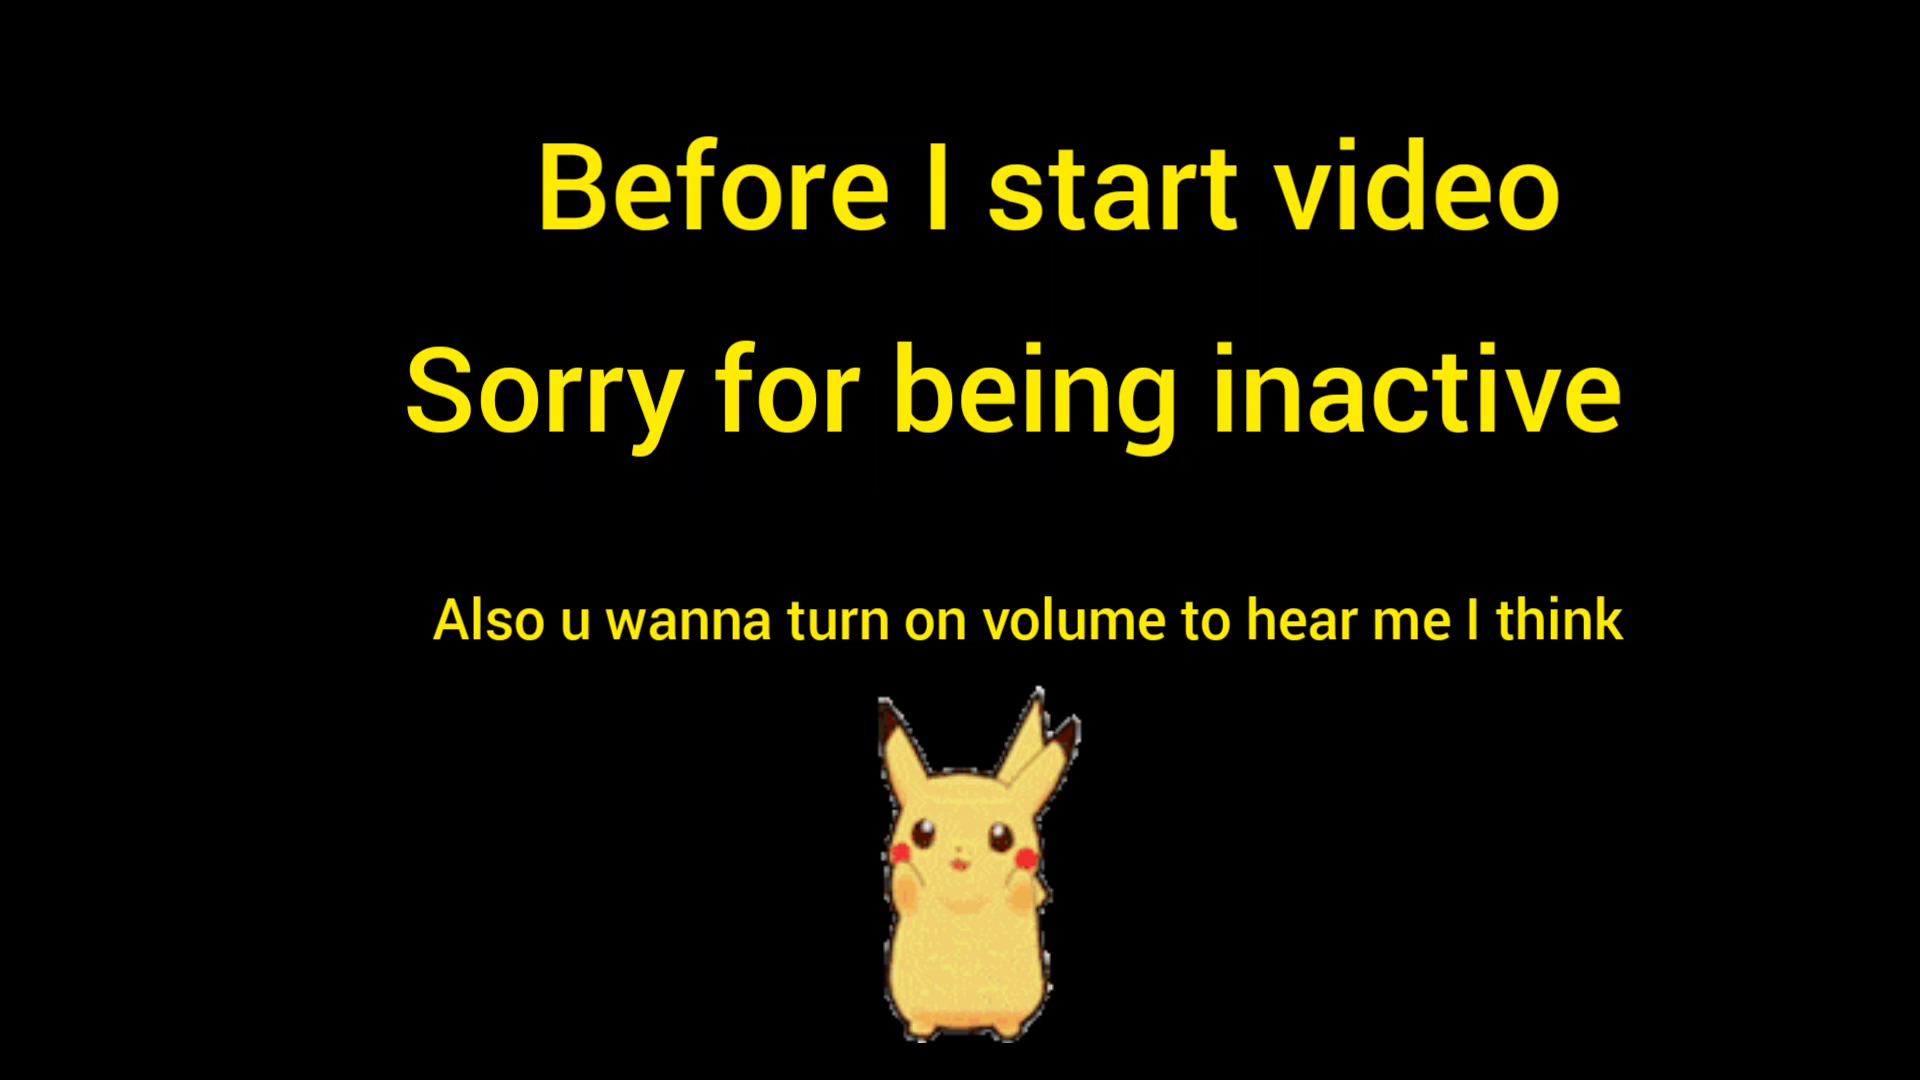 Before I start video
Sorry for being inactive
Also u wanna turn on volume to hear me I think